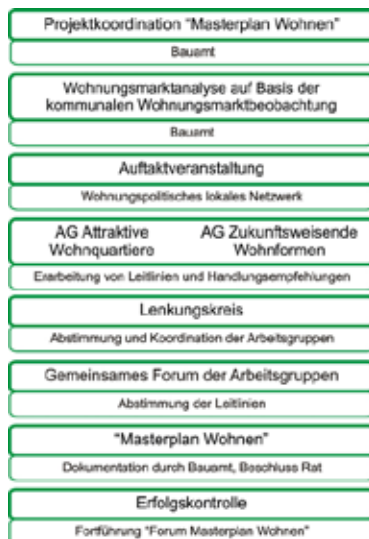 Projektkoordination "Masterplan Wohnen"
Bauamt
Wohnungsmarktanalyse auf Basis der
kommunalen Wohnungsmarktbeobachtung
Bauamt
Auftaktveranstaltung
Wohnungspolitisches lokales Netzwerk
AG Attraktive
Wohnquartiere
AG Zukunftsweisende
Wohnformen
Erarbeitung von Leitlinien und Handlungsempfehlungen
Lenkungskreis
Abstimmung und Koordination der Arbeitsgruppen
Gemeinsames Forum der Arbeitsgruppen
Abstimmung der Leitlinien
"Masterplan Wohnen"
Dokumentation durch Bauamt, Beschluss Rat
Erfolgskontrolle
Fortführung "Forum Masterplan Wohnen"